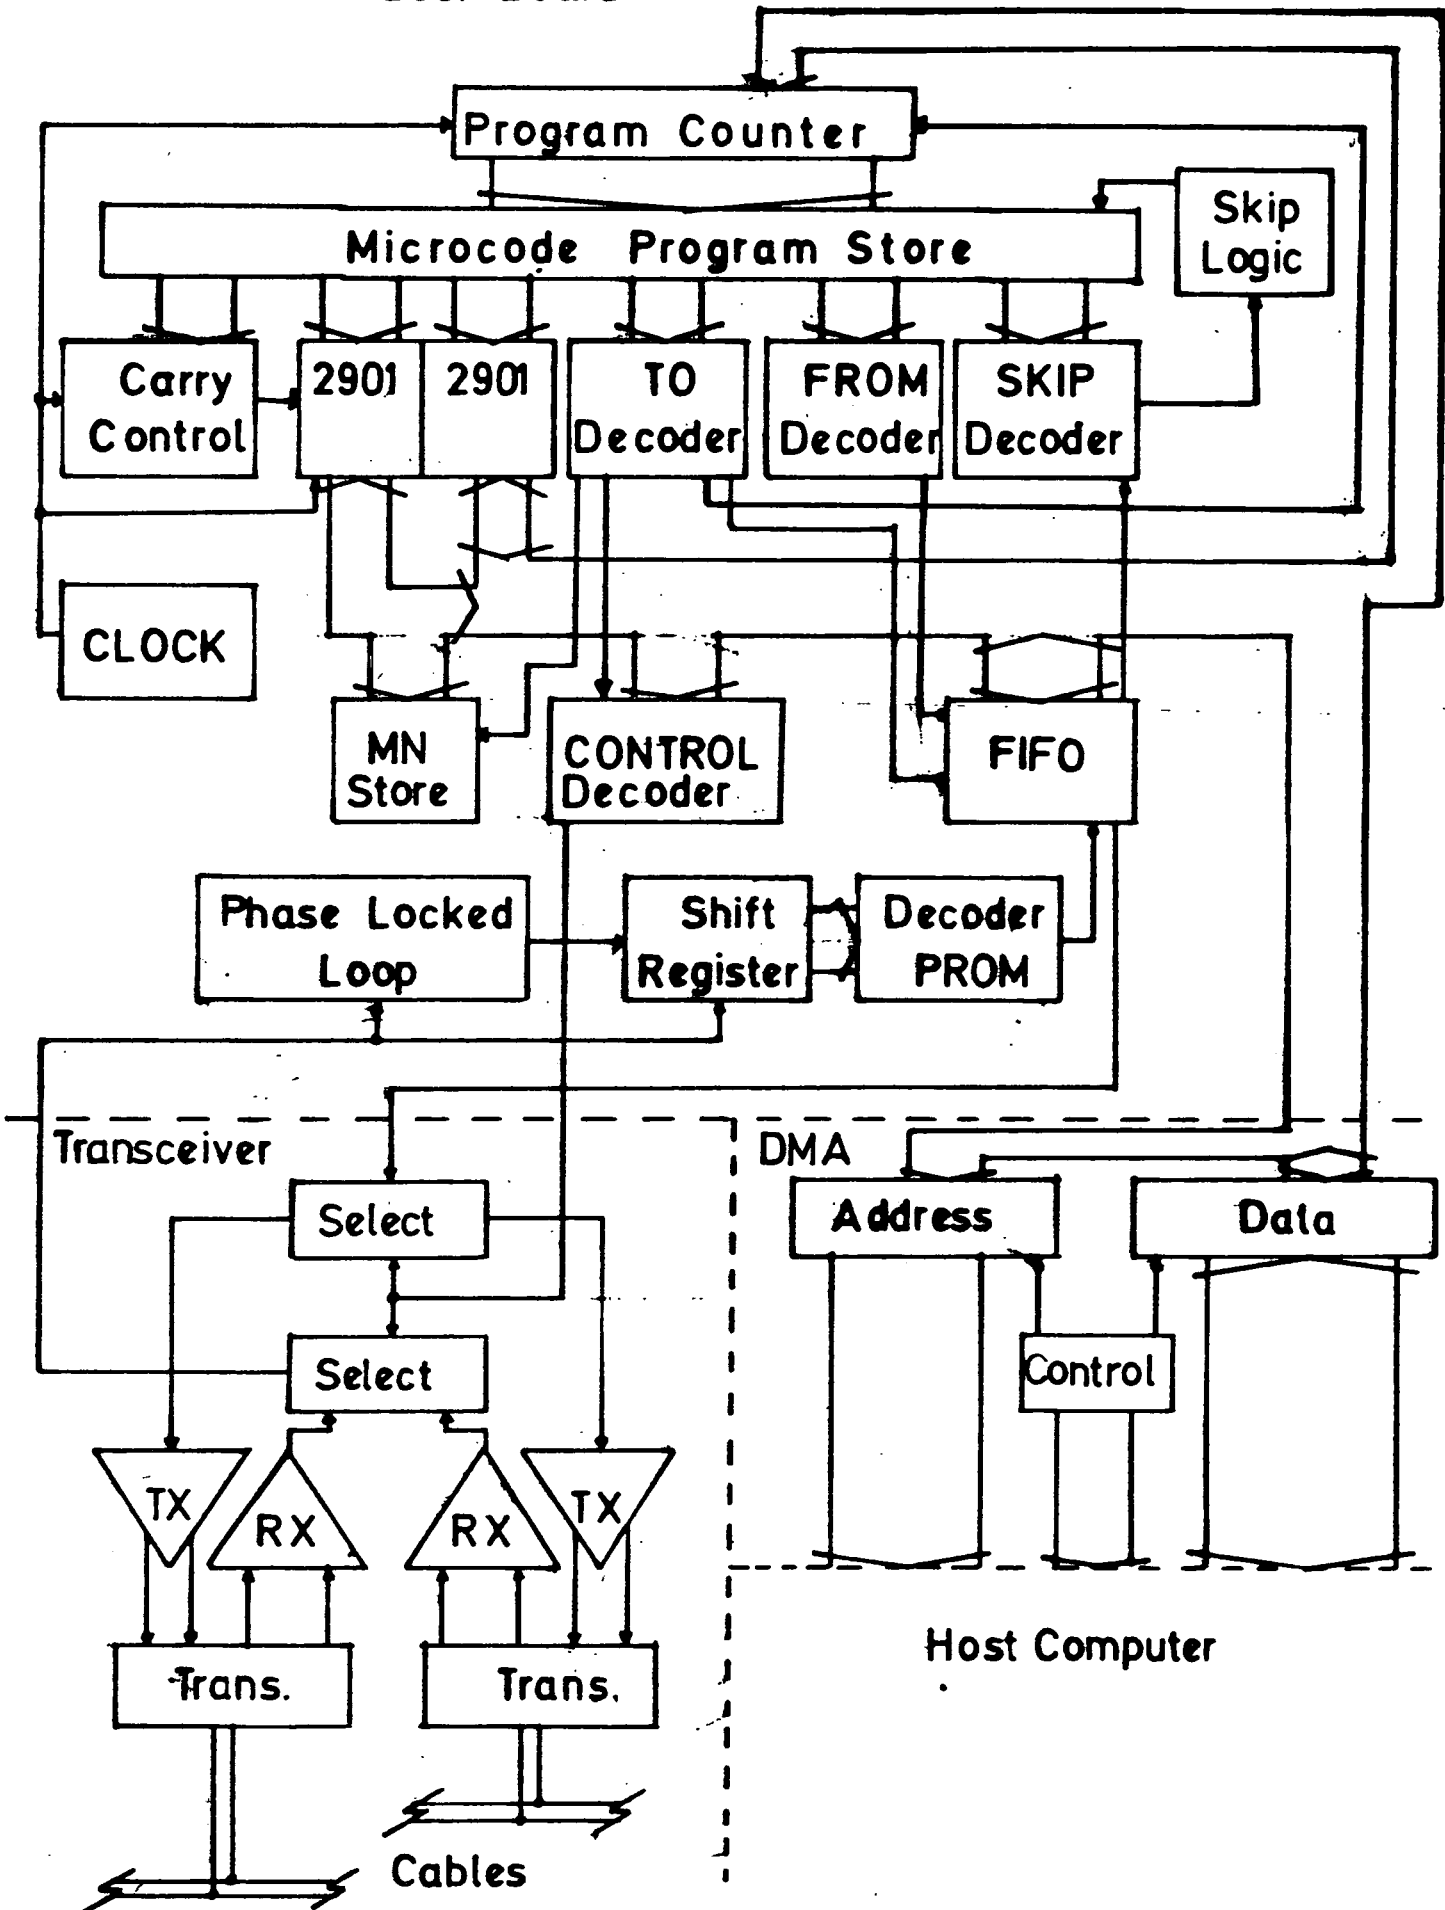 Program Counter
Skip
Logic
Microcode Program Store
Carry
Control
2901
2901
TO
Decoder
FROM
Decoder
SKIP
Decoder
CLOCK
MN
Store
CONTROL
Decoder
FIFO
Phase Locked
Loop
Shift
Register
Decoder
PROM
Transceiver
DMA
Select
Address
Data
Select
Control
TX
RX
RX
TX
Trans.
Trans.
Host Computer
Cables